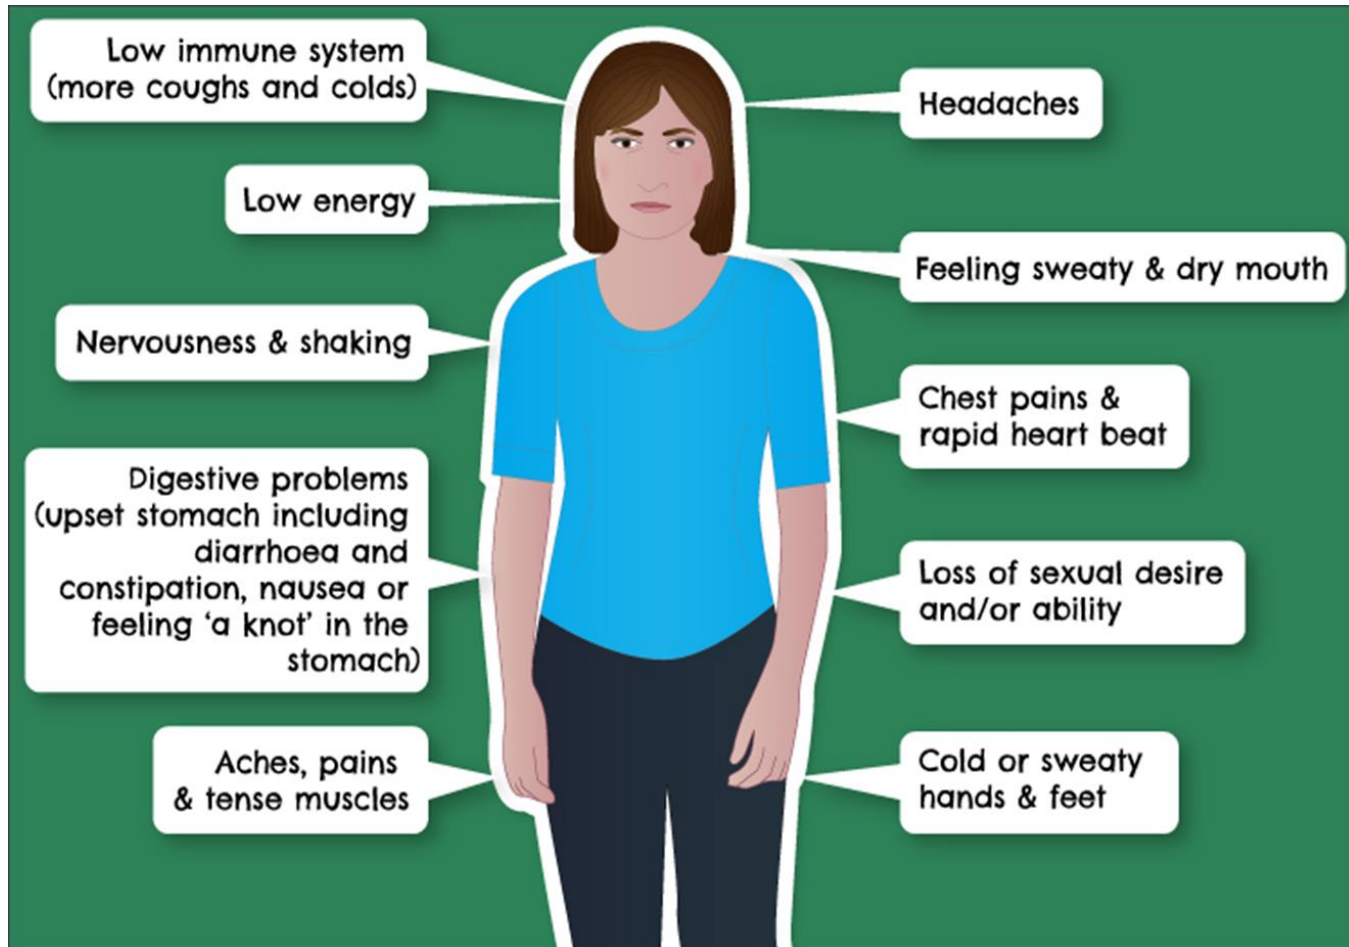 Low immune system
(more coughs and colds)
Headaches
Low energy
Feeling sweaty & dry mouth
Nervousness & shaking
Chest pains &
rapid heart beat
Digestive problems
(upset stomach including
diarrhoea and
constipation, nausea or
feeling ‘a knot’ in the
stomach)
Loss of sexual desire
and/or ability
Aches, pains
& tense muscles
Cold or sweaty
hands & feet